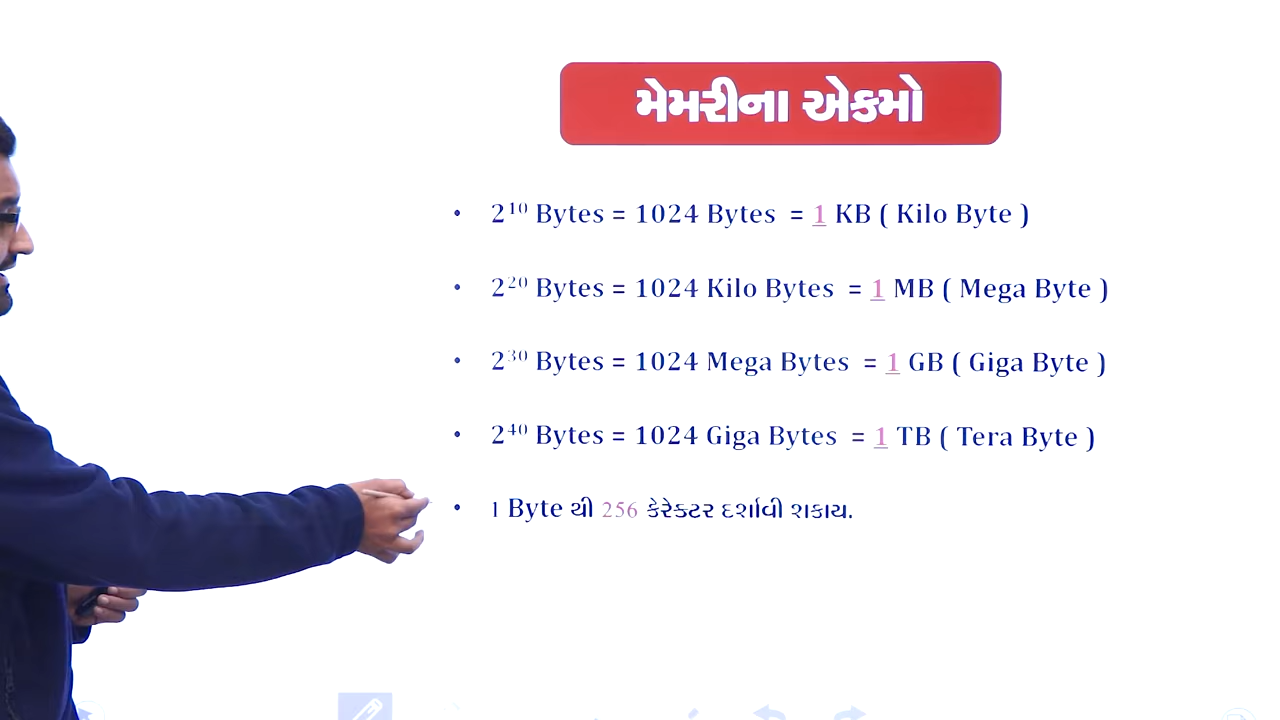 મેમરીના એકમો
• 2¹⁰ Bytes = 1024 Bytes = 1 KB ( Kilo Byte )
• 2²⁰ Bytes = 1024 Kilo Bytes = 1 MB ( Mega Byte )
• 2³⁰ Bytes = 1024 Mega Bytes = 1 GB ( Giga Byte )
• 2⁴⁰ Bytes = 1024 Giga Bytes = 1 TB ( Tera Byte )
• 1 Byte થી 256 કેરેક્ટર દર્શાવી શકાય.